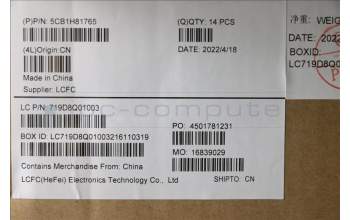 (P)P/N: 5CB1H81765
(Q)QTY: 14 PCS
净重: WEIG
(4L)Origin:CN
DATE: 2022/4/18
DATE: 2022
Made in China
BOXID:
Supplier: LCFC
LC719D8Q0
LC P/N: 719D8Q01003
c-compute
PO: 4501781231
BOX ID: LC719D8Q01003216110319
MO: 16839029
Contains Merchandise From: China
LCFC(HeFei) Electronics Technology Co., Ltd
SHIPTO: CN